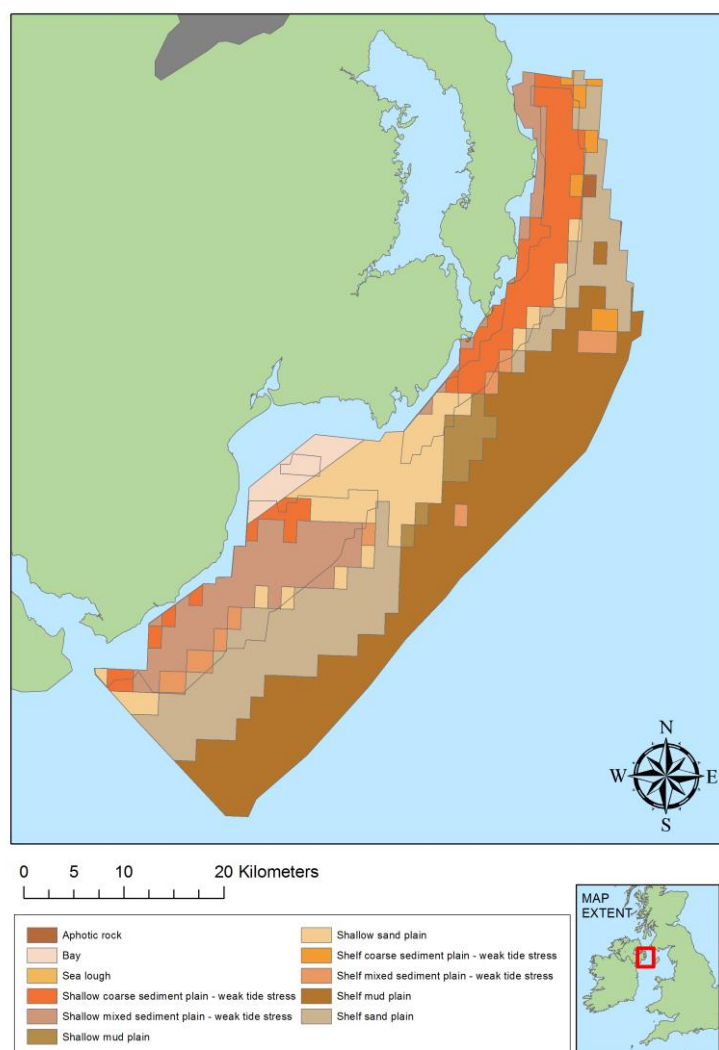 N
W E
S
0 5 10 20 Kilometers
MAP
EXTENT
Aphotic rock
Bay
Sea lough
Shallow coarse sediment plain - weak tide stress
Shallow mixed sediment plain - weak tide stress
Shallow mud plain
Shallow sand plain
Shelf coarse sediment plain - weak tide stress
Shelf mixed sediment plain - weak tide stress
Shelf mud plain
Shelf sand plain